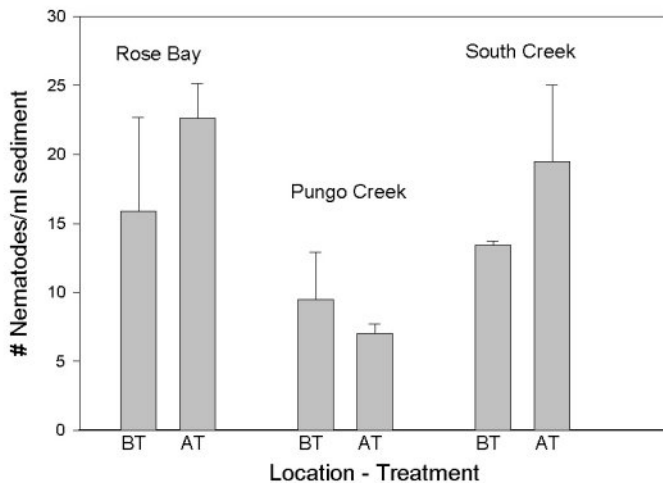 30
Rose Bay
South Creek
25
20
Pungo Creek
15
10
5
0
# Nematodes/ml sediment
BT AT BT AT BT AT
Location - Treatment